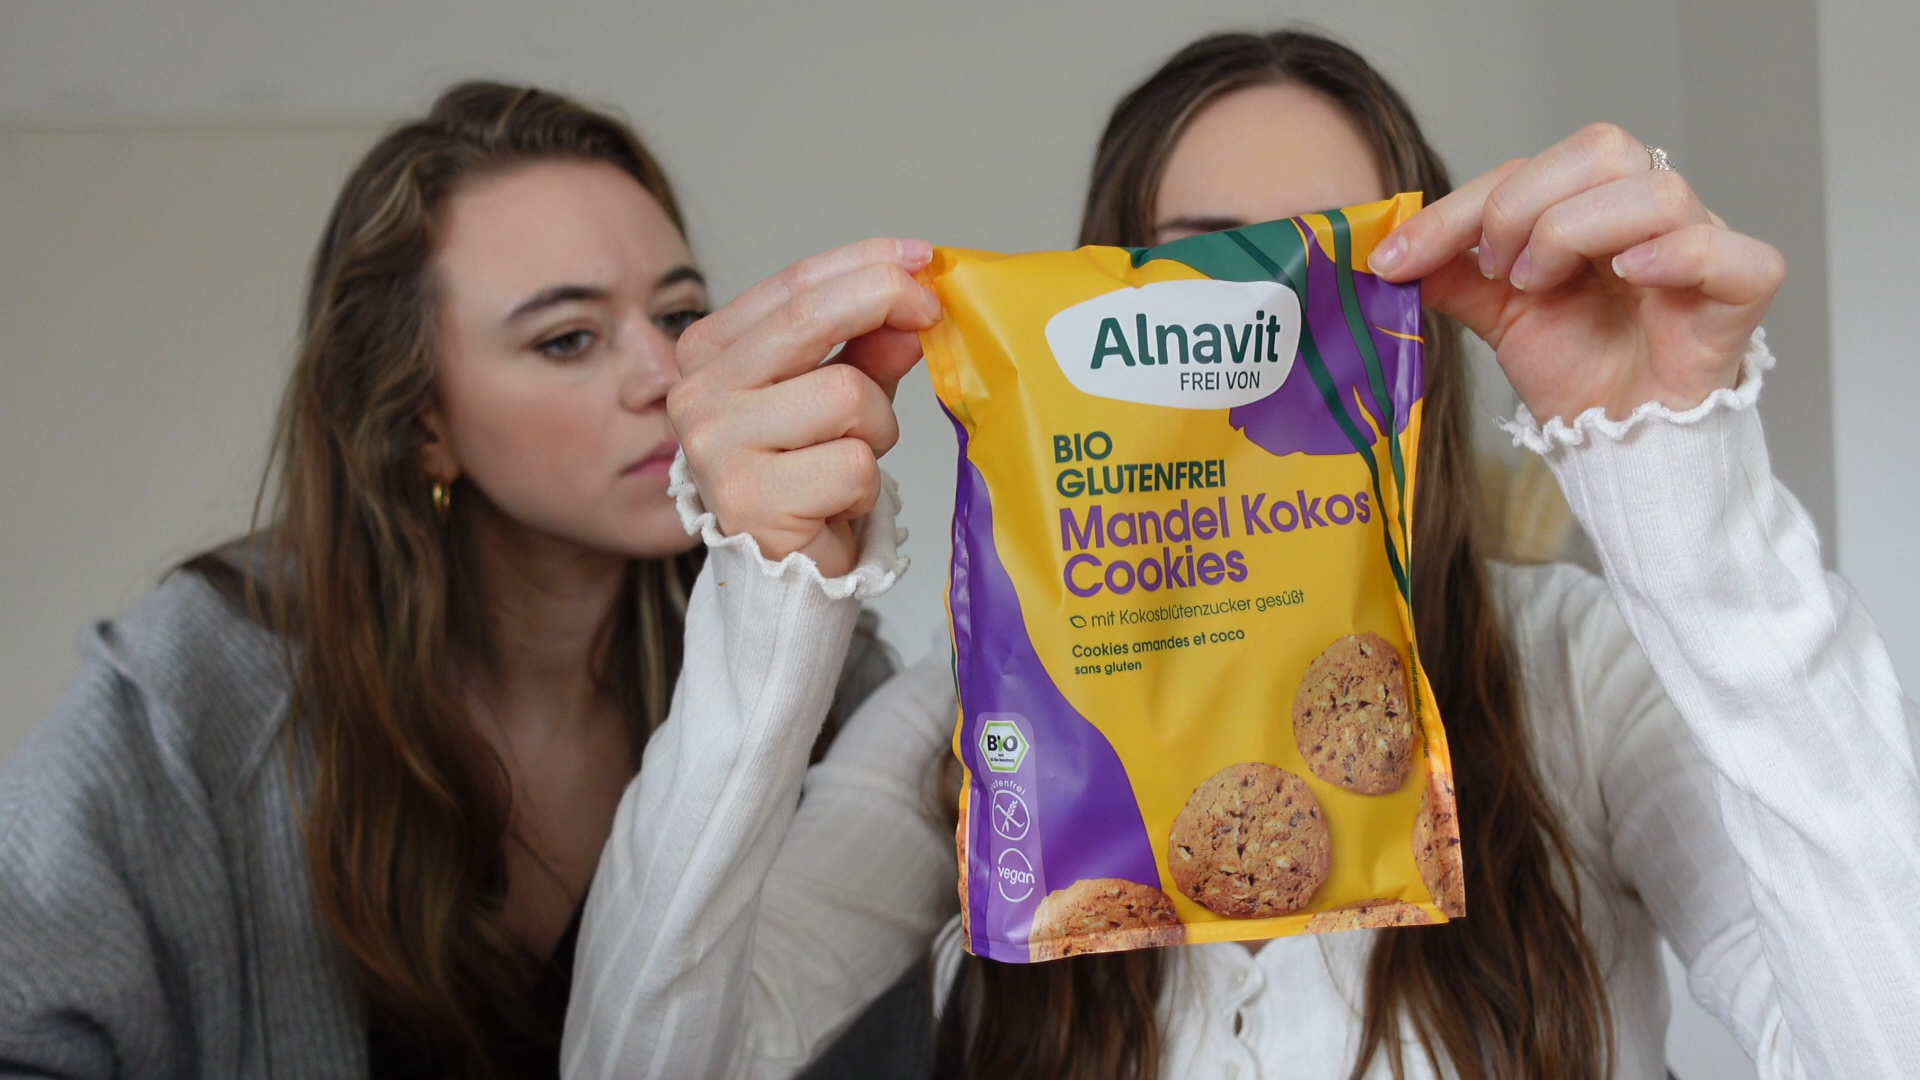 Alnavit
FREI VON
BIO
GLUTENFREI
Mandel Kokos
Cookies
mit Kokosblütenzucker gesüßt
Cookies amandes et coco
sans gluten
BIO
vegan